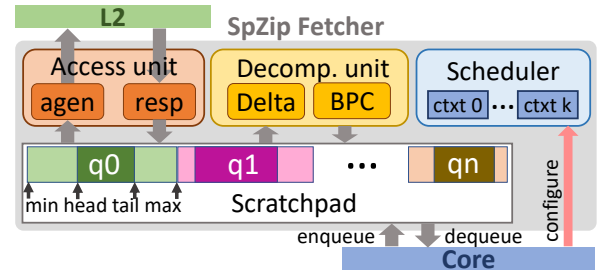 L2
SpZip Fetcher
Access unit
agen
resp
Decomp. unit
Delta
BPC
Scheduler
ctxt 0 ... ctxt k
q0
q1
...
qn
min head tail max
Scratchpad
enqueue
dequeue
configure
Core